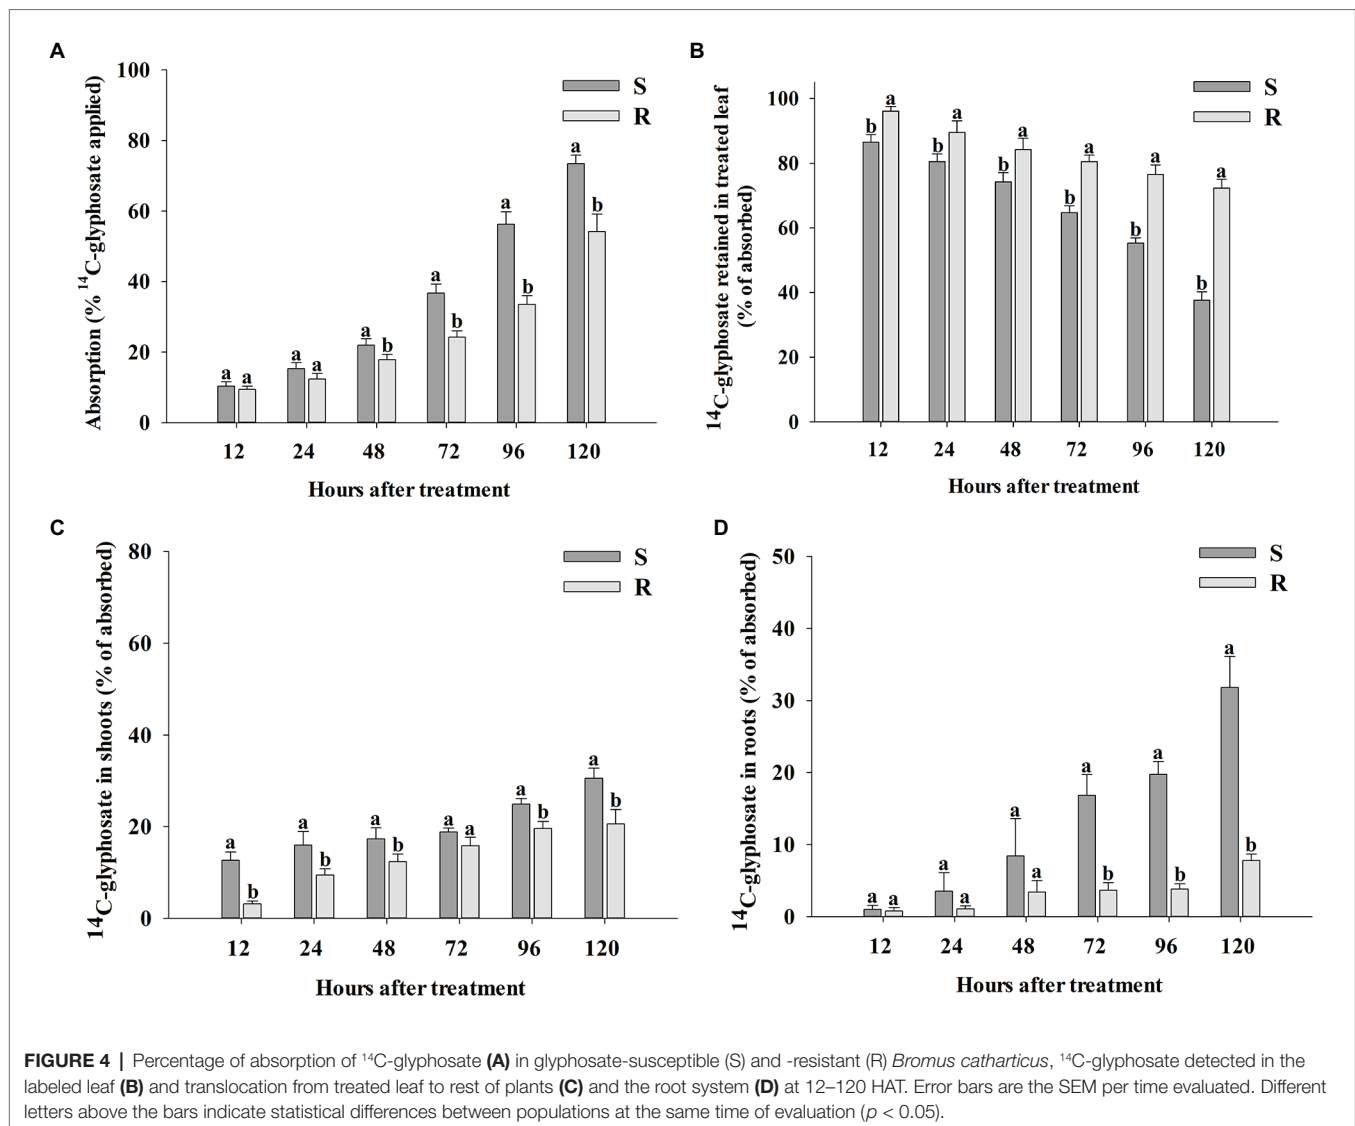 A
Absorption (% ¹⁴C-glyphosate applied)
100
80
60
40
20
0
S
R
a a
a a
a b
a b
a b
a b
12 24 48 72 96 120
Hours after treatment
B
¹⁴C-glyphosate retained in treated leaf
(% of absorbed)
100
80
60
40
20
0
S
R
b a
b a
b a
b a
b a
b a
12 24 48 72 96 120
Hours after treatment
C
¹⁴C-glyphosate in shoots (% of absorbed)
80
60
40
20
0
S
R
a b
a b
a b
a a
a b
a b
12 24 48 72 96 120
Hours after treatment
D
¹⁴C-glyphosate in roots (% of absorbed)
50
40
30
20
10
0
S
R
a a
a a
a a
a b
a b
a b
12 24 48 72 96 120
Hours after treatment
FIGURE 4 | Percentage of absorption of ¹⁴C-glyphosate (A) in glyphosate-susceptible (S) and -resistant (R) Bromus catharticus, ¹⁴C-glyphosate detected in the
labeled leaf (B) and translocation from treated leaf to rest of plants (C) and the root system (D) at 12–120 HAT. Error bars are the SEM per time evaluated. Different
letters above the bars indicate statistical differences between populations at the same time of evaluation (p < 0.05).